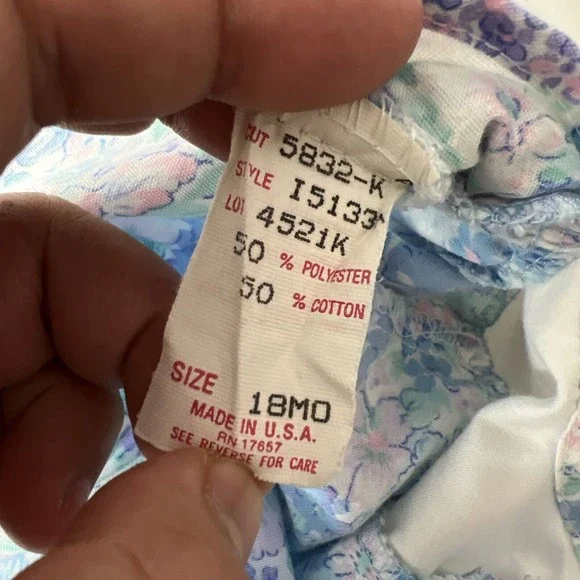 CUT 5832-K
STYLE I5133
LOT 4521K
50 % POLYESTER
50 % COTTON
SIZE 18MO
MADE IN U.S.A.
RN 17657
SEE REVERSE FOR CARE